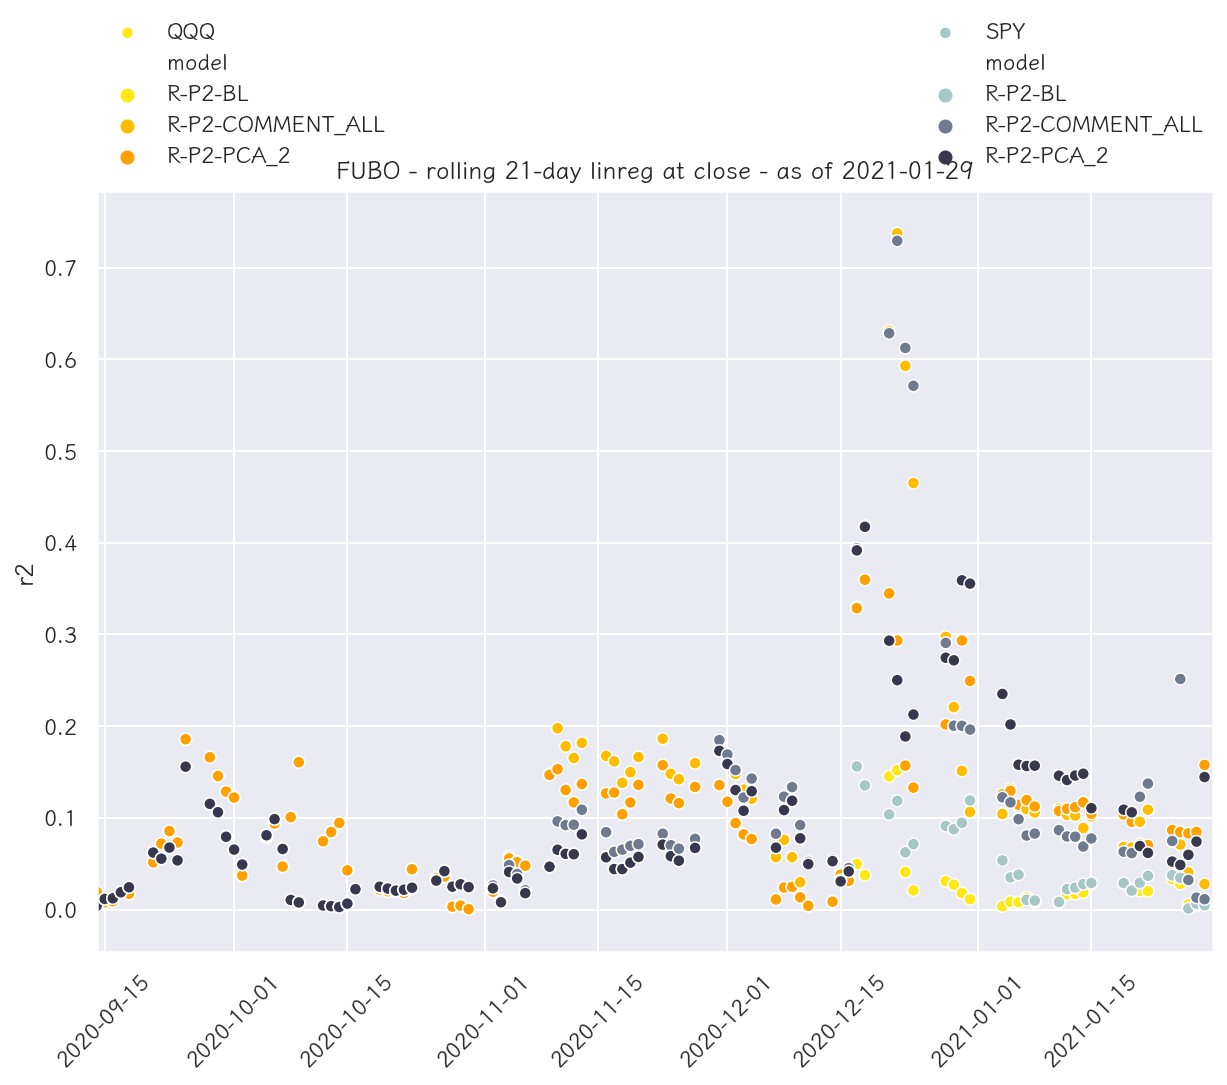 QQQ
model
R-P2-BL
R-P2-COMMENT_ALL
R-P2-PCA_2
SPY
model
R-P2-BL
R-P2-COMMENT_ALL
R-P2-PCA_2
FUBO - rolling 21-day linreg at close - as of 2021-01-29
r2
0.7
0.6
0.5
0.4
0.3
0.2
0.1
0.0
2020-09-15
2020-10-01
2020-10-15
2020-11-01
2020-11-15
2020-12-01
2020-12-15
2021-01-01
2021-01-15